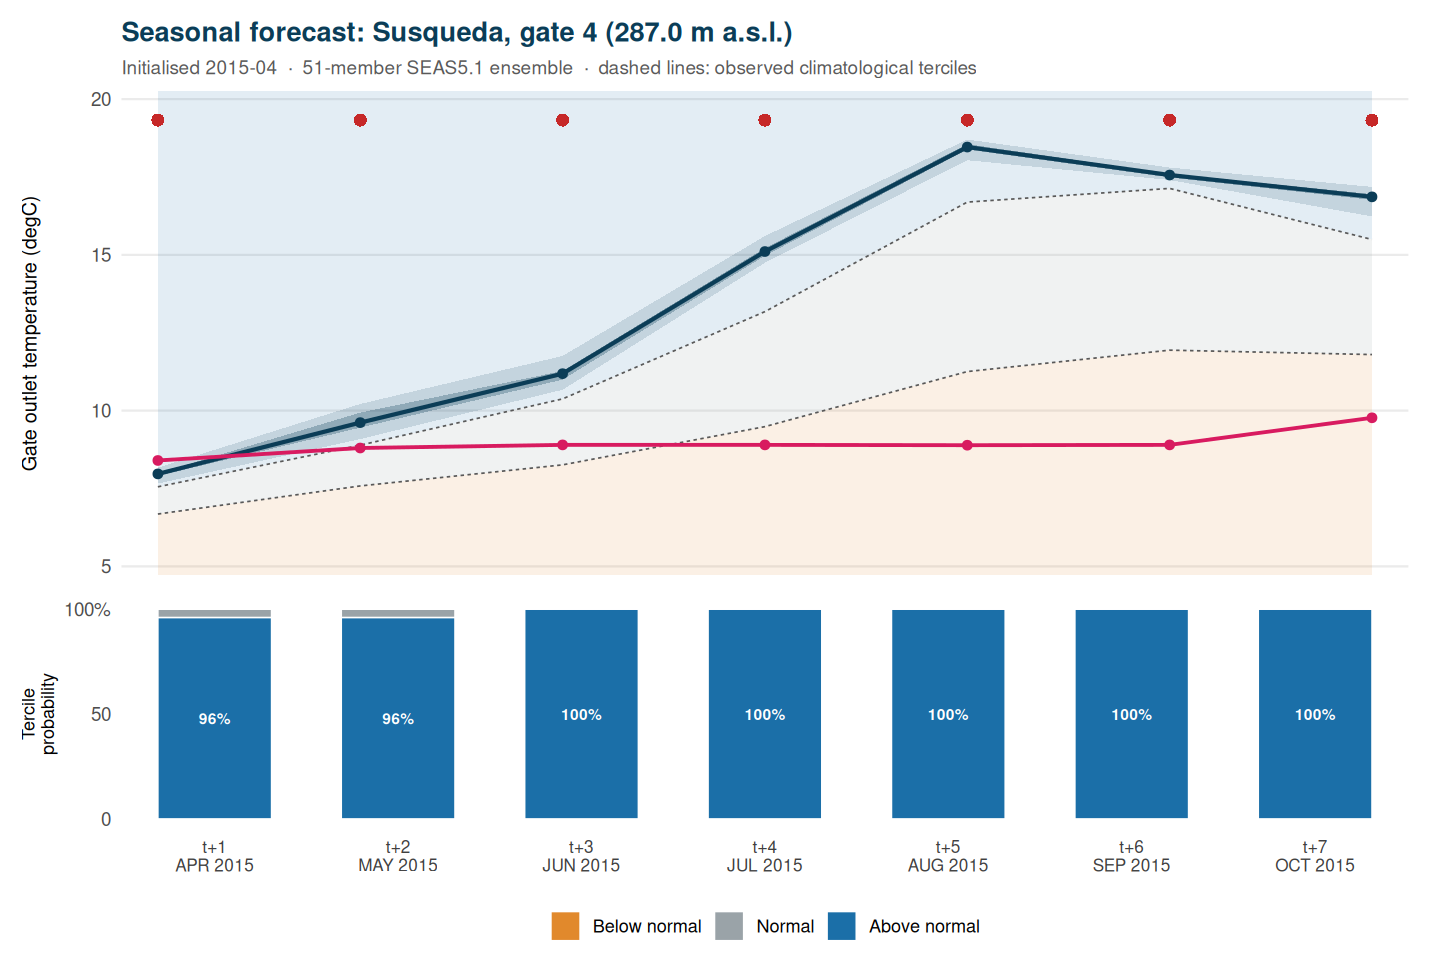 Seasonal forecast: Susqueda, gate 4 (287.0 m a.s.l.)
Initialised 2015-04 · 51-member SEAS5.1 ensemble · dashed lines: observed climatological terciles
Gate outlet temperature (degC)
20
15
10
5
Tercile
probability
100%
50
0
96%
96%
100%
100%
100%
100%
100%
t+1
APR 2015
t+2
MAY 2015
t+3
JUN 2015
t+4
JUL 2015
t+5
AUG 2015
t+6
SEP 2015
t+7
OCT 2015
Below normal
Normal
Above normal